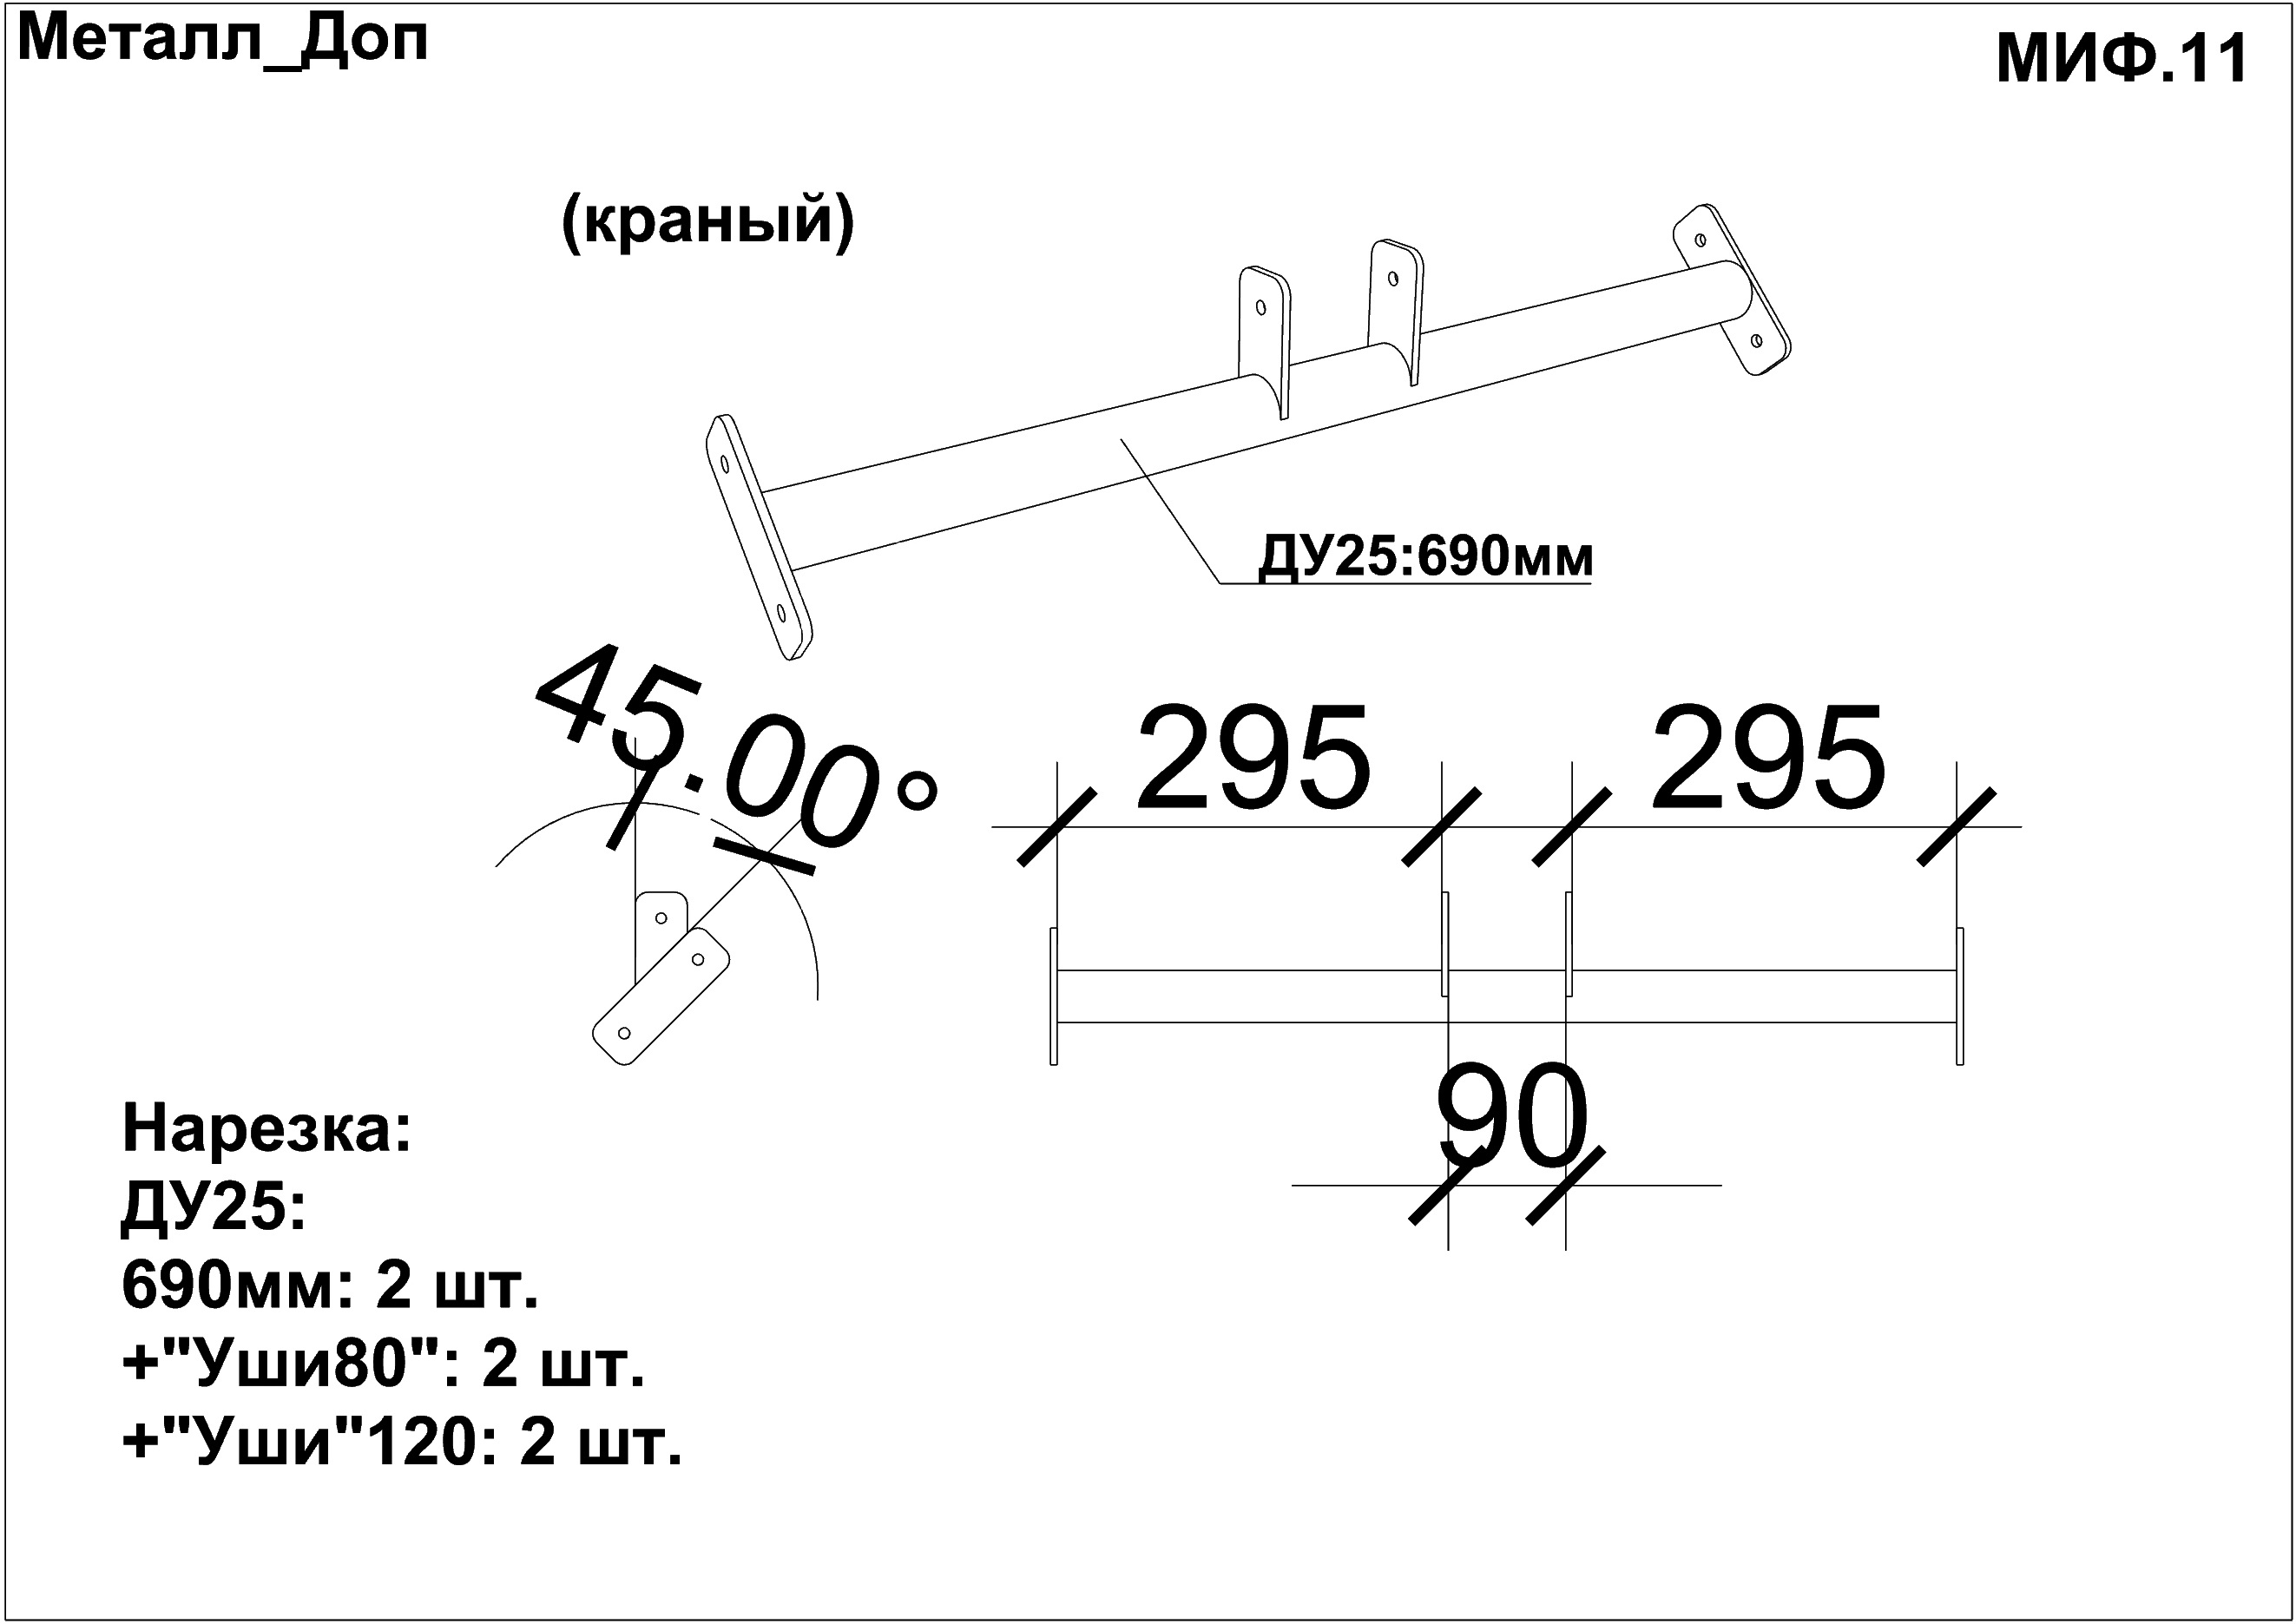 Металл_Доп
МИФ.11
(краный)
ДУ25:690мм
45.00°
295
295
90
Нарезка:
ДУ25:
690мм: 2 шт.
+"Уши80": 2 шт.
+"Уши"120: 2 шт.